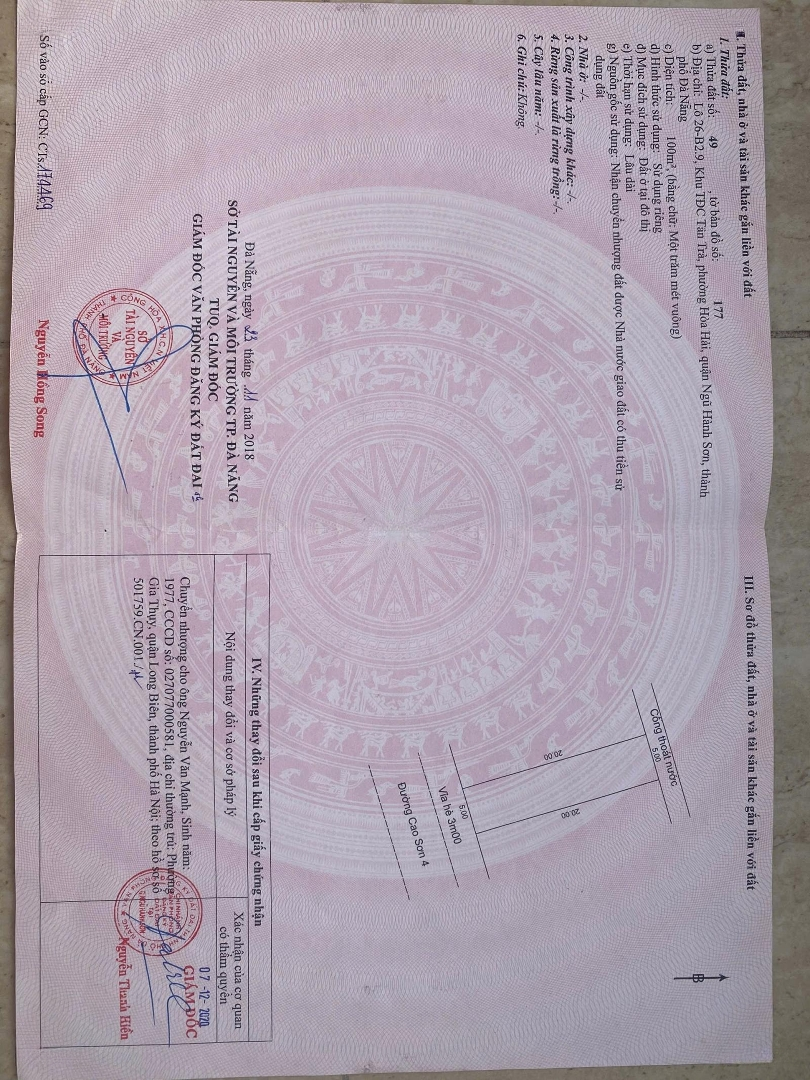 II. Thửa đất, nhà ở và tài sản khác gắn liền với đất
1. Thửa đất:
a) Thửa đất số: 49 , tờ bản đồ số: 177
b) Địa chỉ: Lô 26-B2.9, Khu TĐC Tân Trà, phường Hòa Hải, quận Ngũ Hành Sơn, thành
phố Đà Nẵng
c) Diện tích: 100m², (bằng chữ: Một trăm mét vuông)
d) Hình thức sử dụng: Sử dụng riêng
đ) Mục đích sử dụng: Đất ở tại đô thị
e) Thời hạn sử dụng: Lâu dài
g) Nguồn gốc sử dụng: Nhận chuyển nhượng đất được Nhà nước giao đất có thu tiền sử
dụng đất
2. Nhà ở: -/-
3. Công trình xây dựng khác: -/-
4. Rừng sản xuất là rừng trồng: -/-
5. Cây lâu năm: -/-
6. Ghi chú: Không
Đà Nẵng, ngày 23 tháng 11 năm 2018
SỞ TÀI NGUYÊN VÀ MÔI TRƯỜNG TP. ĐÀ NẴNG
TUQ. GIÁM ĐỐC
GIÁM ĐỐC VĂN PHÒNG ĐĂNG KÝ ĐẤT ĐAI
SỞ
TÀI NGUYÊN
VÀ
MÔI TRƯỜNG
Nguyễn Hồng Song
Số vào sổ cấp GCN: CTs
III. Sơ đồ thửa đất, nhà ở và tài sản khác gắn liền với đất
B
Cống thoát nước
5.00
20.00
20.00
5.00
Vỉa hè 3m00
Đường Cao Sơn 4
IV. Những thay đổi sau khi cấp giấy chứng nhận
Nội dung thay đổi và cơ sở pháp lý
Xác nhận của cơ quan
có thẩm quyền
Chuyển nhượng cho ông Nguyễn Văn Mạnh, Sinh năm:
1977, CCCD số: 027077000581, địa chỉ thường trú: Phường
Gia Thụy, quận Long Biên, thành phố Hà Nội; theo hồ sơ số
501759.CN.001./.
07-12-2020
GIÁM ĐỐC
Nguyễn Thanh Hiền